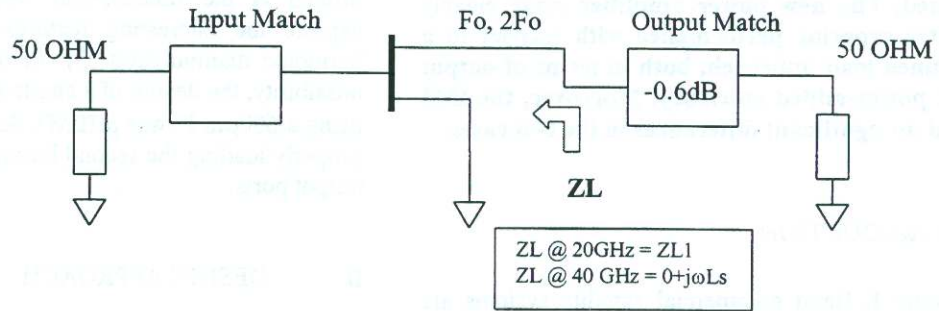 Input Match
Fo, 2Fo
Output Match
50 OHM
50 OHM
-0.6dB
ZL
ZL @ 20GHz = ZL1
ZL @ 40 GHz = 0+jωLs